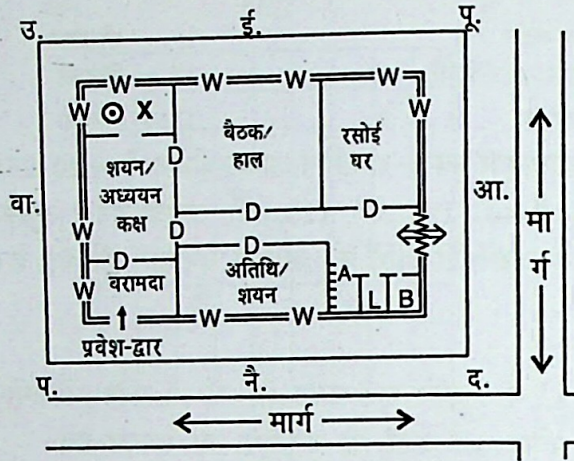 उ. ई. पू.
W W W W
W ⊙ X W
बैठक/ हाल
रसोई घर
D
शयन/ अध्ययन कक्ष
वा. आ.
मार्ग
D D
W D D
D अतिथि/ शयन
W वरामदा A L B
W W
प्रवेश-द्वार
प. नै. द.
मार्ग